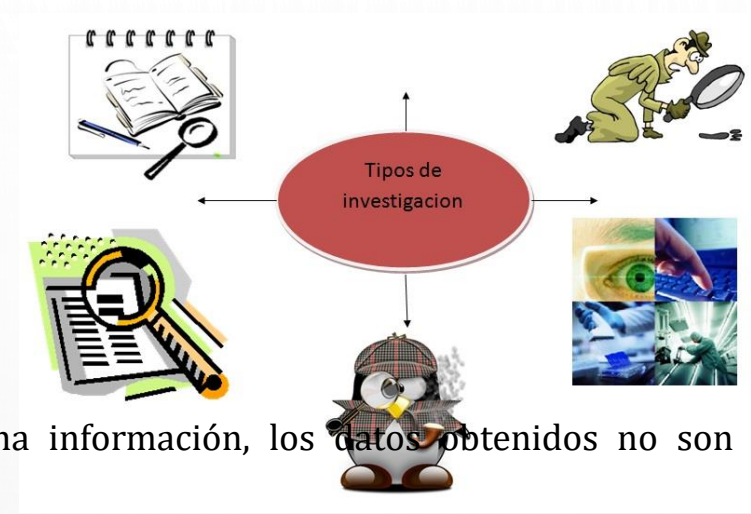 Tipos de
investigacion
na información, los datos obtenidos no son